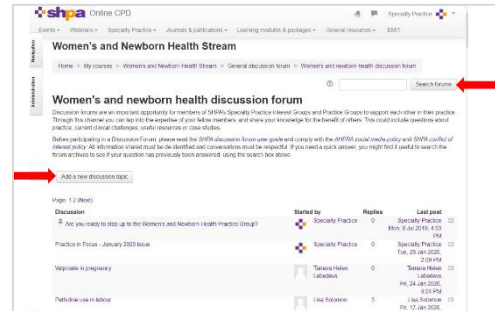 shpa Online CPD
Specialty Practice
Events Webinars Specialty Practice Journals & publications Learning modules & packages General resources EMIT
Navigation
Administration
Women's and Newborn Health Stream
Home My courses Women's and Newborn Health Stream General discussion forum Women's and newborn health discussion forum
Search forums
Women's and newborn health discussion forum
Discussion forums are an important opportunity for members of SHPA's Specialty Practice Interest Groups and Practice Groups to support each other in their practice.
Through this channel you can tap into the expertise of your fellow members, and share your knowledge for the benefit of others. This could include questions about
practice, current clinical challenges, useful resources or case studies.
Before participating in a Discussion Forum, please read the SHPA discussion forum user guide and comply with the AHPRA social media policy and SHPA conflict of
interest policy. All information shared must be de-identified and conversations must be respectful. If you need a quick answer, you might find it useful to search the
forum archives to see if your question has previously been answered, using the search box above.
Add a new discussion topic
Page: 1 2 (Next)
Discussion Started by Replies Last post
Are you ready to step up to the Women's and Newborn Health Practice Group? Specialty Practice 0 Specialty Practice
Mon, 8 Jul 2019, 4:53
PM
Practice in Focus - January 2020 issue Specialty Practice 0 Specialty Practice
Tue, 28 Jan 2020,
2:09 PM
Valproate in pregnancy Tamara Helen Lebedevs 0 Tamara Helen
Lebedevs
Fri, 24 Jan 2020,
4:04 PM
Pethidine use in labour Lisa Solomon 3 Lisa Solomon
Fri, 17 Jan 2020,